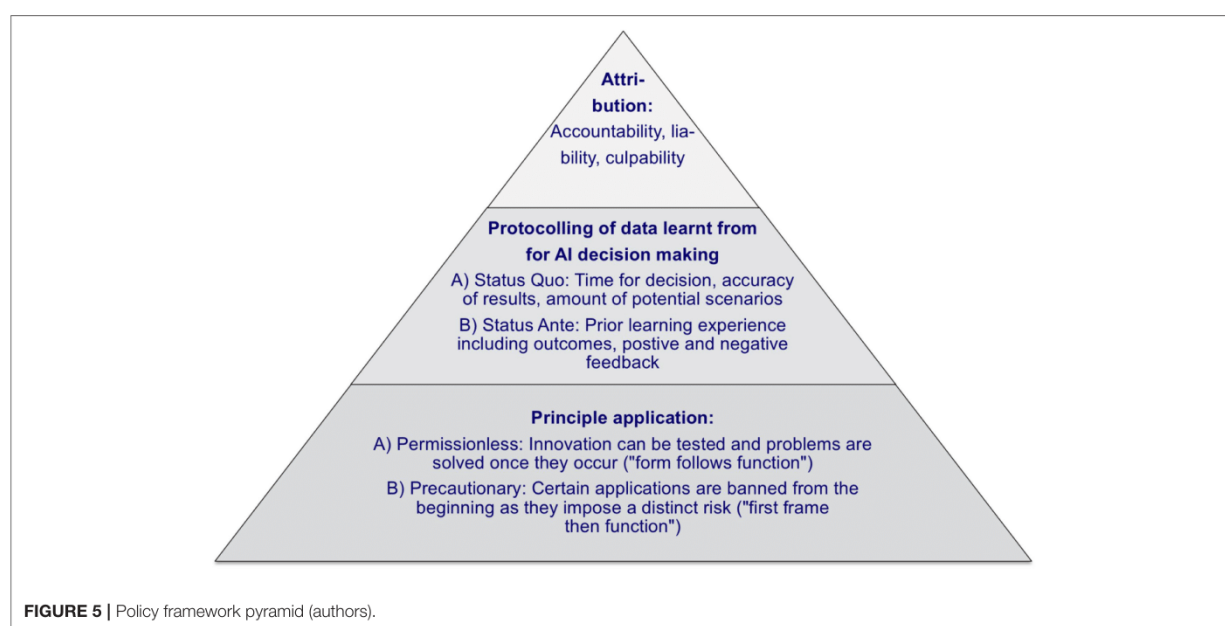 Attri-
bution:
Accountability, lia-
bility, culpability
Protocolling of data learnt from
for AI decision making
A) Status Quo: Time for decision, accuracy
of results, amount of potential scenarios
B) Status Ante: Prior learning experience
including outcomes, postive and negative
feedback
Principle application:
A) Permissionless: Innovation can be tested and problems are
solved once they occur ("form follows function")
B) Precautionary: Certain applications are banned from the
beginning as they impose a distinct risk ("first frame
then function")
FIGURE 5 | Policy framework pyramid (authors).